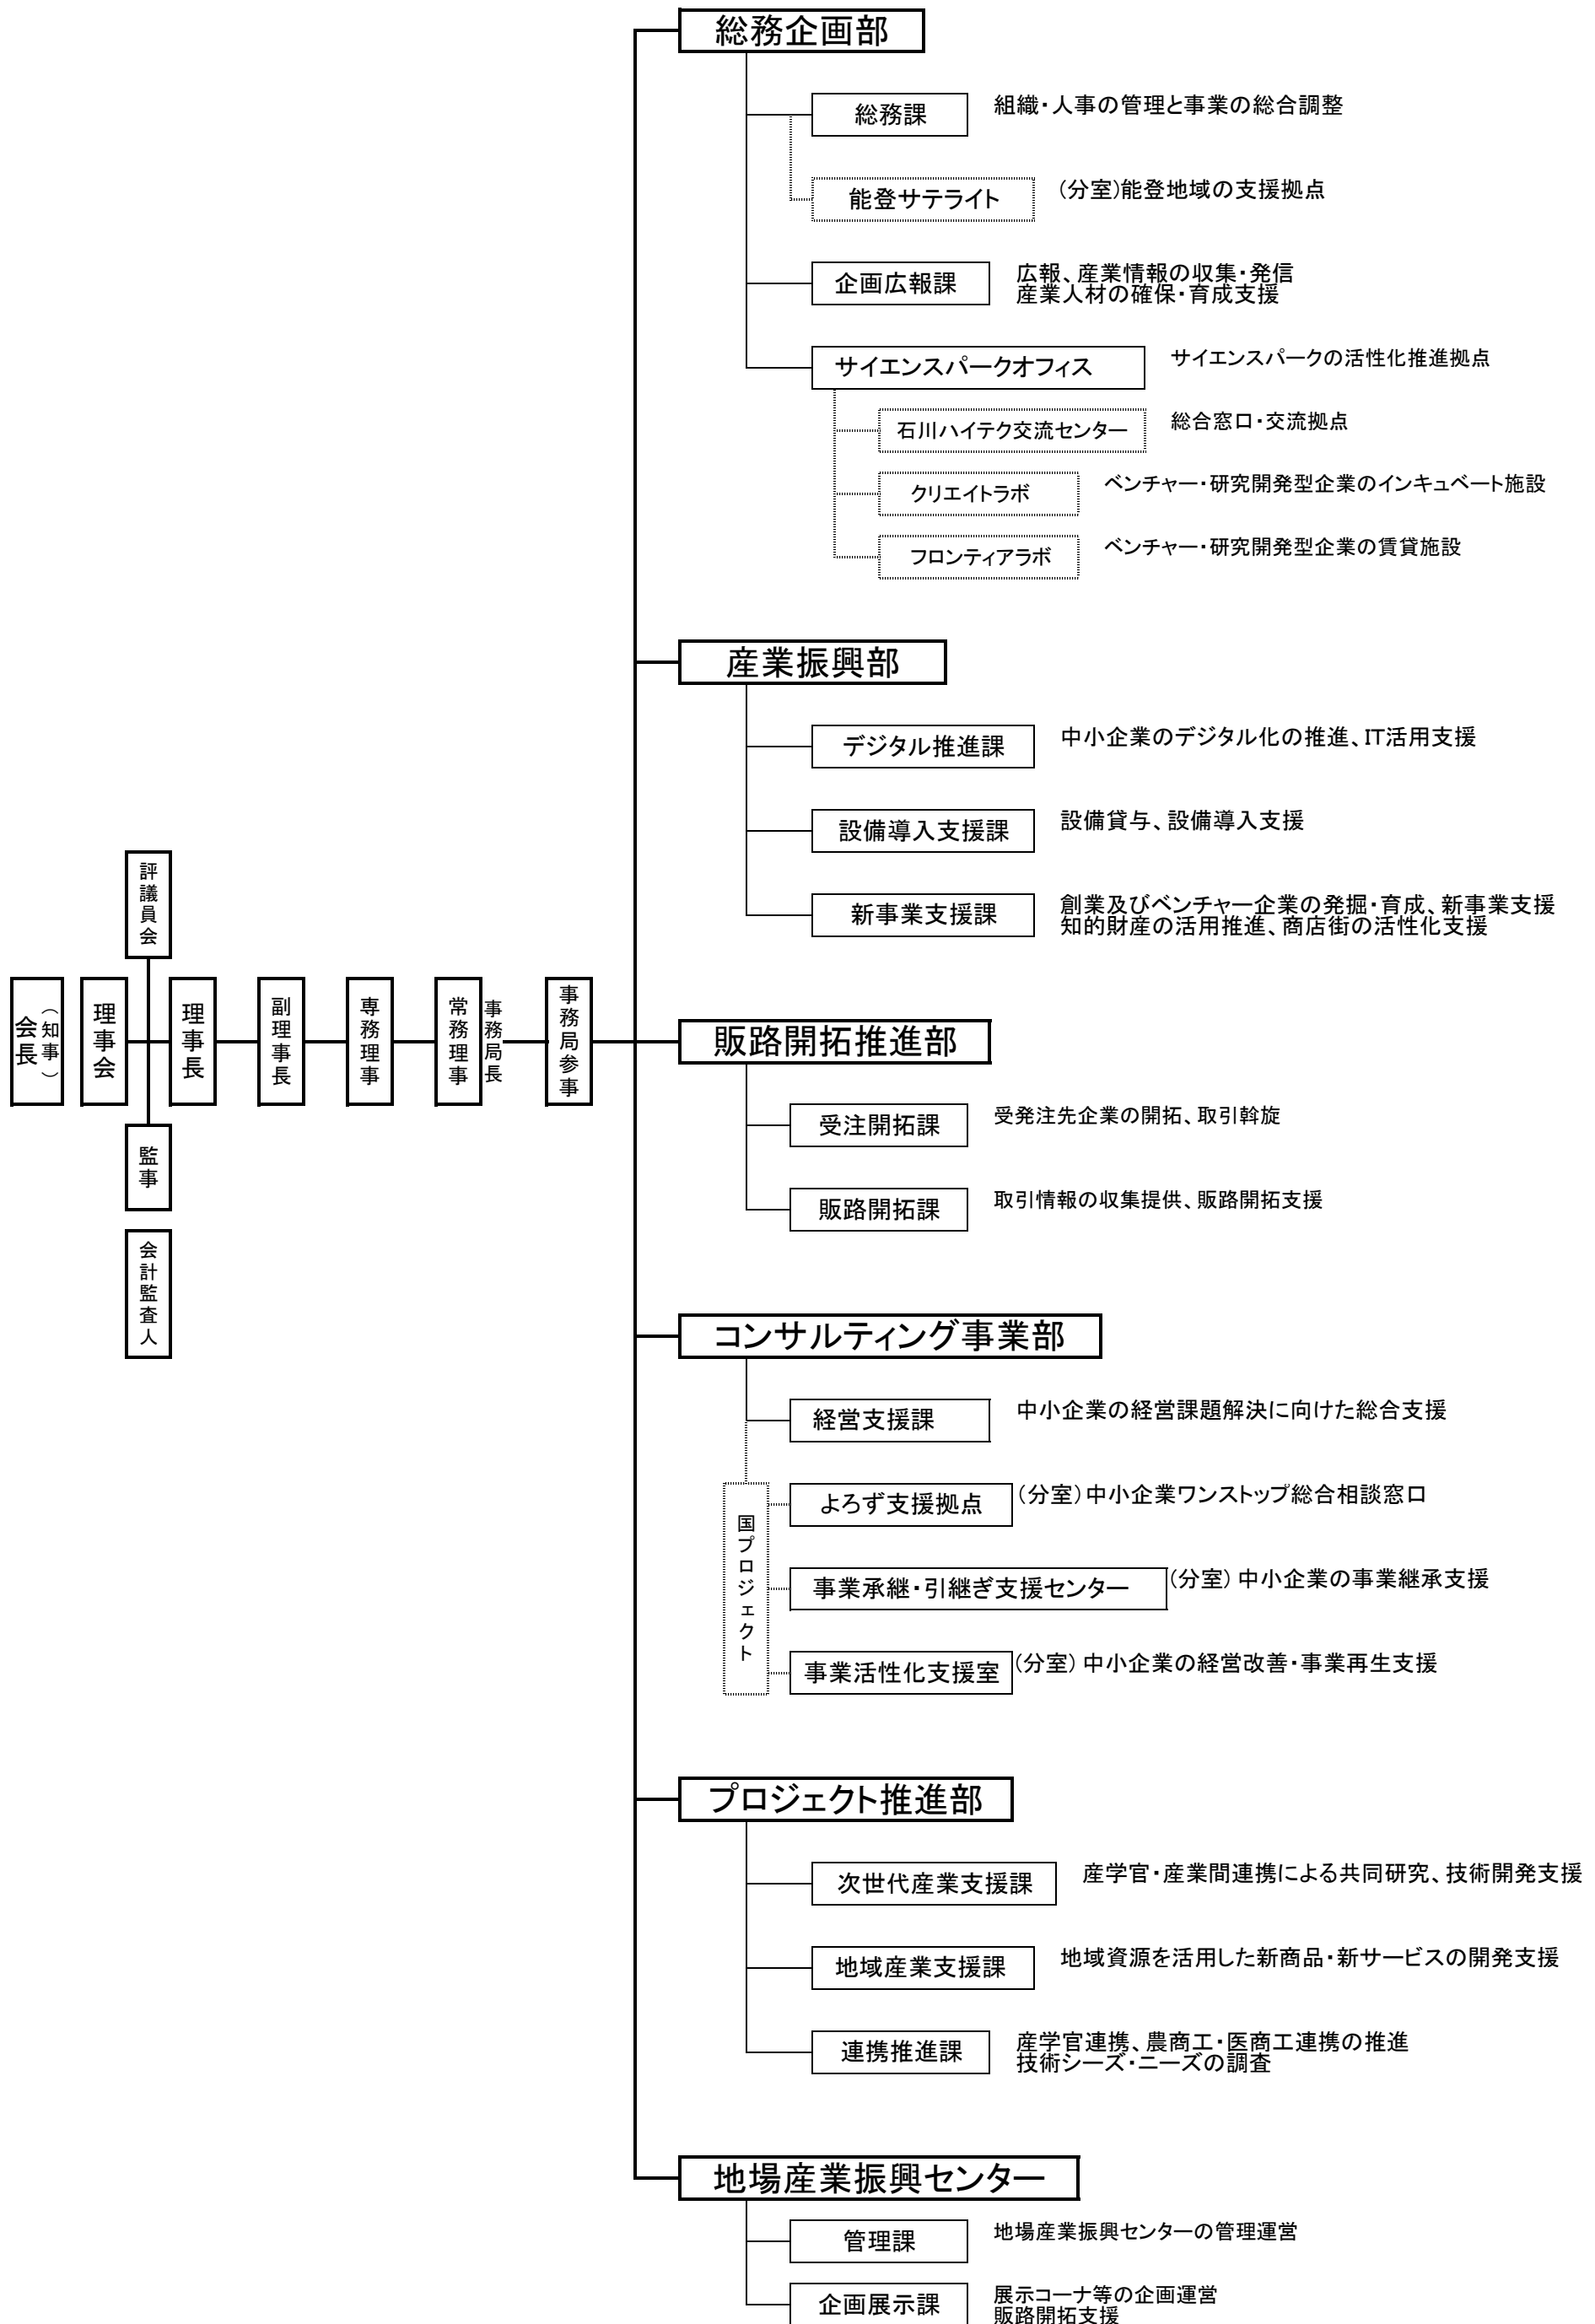 総務企画部
総務課
組織・人事の管理と事業の総合調整
能登サテライト
(分室)能登地域の支援拠点
企画広報課
広報、産業情報の収集・発信
産業人材の確保・育成支援
サイエンスパークオフィス
サイエンスパークの活性化推進拠点
石川ハイテク交流センター
総合窓口・交流拠点
クリエイトラボ
ベンチャー・研究開発型企業のインキュベート施設
フロンティアラボ
ベンチャー・研究開発型企業の賃貸施設
産業振興部
デジタル推進課
中小企業のデジタル化の推進、IT活用支援
設備導入支援課
設備貸与、設備導入支援
新事業支援課
創業及びベンチャー企業の発掘・育成、新事業支援
知的財産の活用推進、商店街の活性化支援
評議員会
会長
（知事）
理事会
理事長
副理事長
専務理事
常務理事
事務局長
事務局参事
監事
会計監査人
販路開拓推進部
受注開拓課
受発注先企業の開拓、取引斡旋
販路開拓課
取引情報の収集提供、販路開拓支援
コンサルティング事業部
経営支援課
中小企業の経営課題解決に向けた総合支援
国プロジェクト
よろず支援拠点
(分室)中小企業ワンストップ総合相談窓口
事業承継・引継ぎ支援センター
(分室)中小企業の事業継承支援
事業活性化支援室
(分室)中小企業の経営改善・事業再生支援
プロジェクト推進部
次世代産業支援課
産学官・産業間連携による共同研究、技術開発支援
地域産業支援課
地域資源を活用した新商品・新サービスの開発支援
連携推進課
産学官連携、農商工・医商工連携の推進
技術シーズ・ニーズの調査
地場産業振興センター
管理課
地場産業振興センターの管理運営
企画展示課
展示コーナ等の企画運営
販路開拓支援